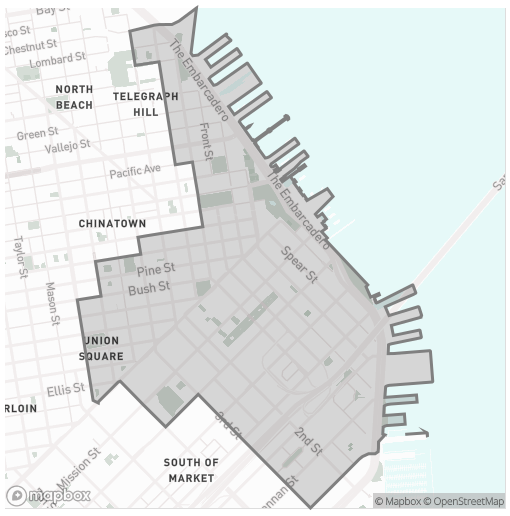 Bay St
sco St
Chestnut St
Lombard St
The Embarcadero
NORTH
BEACH
TELEGRAPH
HILL
Green St
Vallejo St
Front St
Pacific Ave
The Embarcadero
San
CHINATOWN
Taylor St
Mason St
Pine St
Bush St
Spear St
UNION
SQUARE
Ellis St
RLOIN
3rd St
2nd St
Mission St
SOUTH OF
MARKET
nnan St
mapbox
© Mapbox © OpenStreetMap